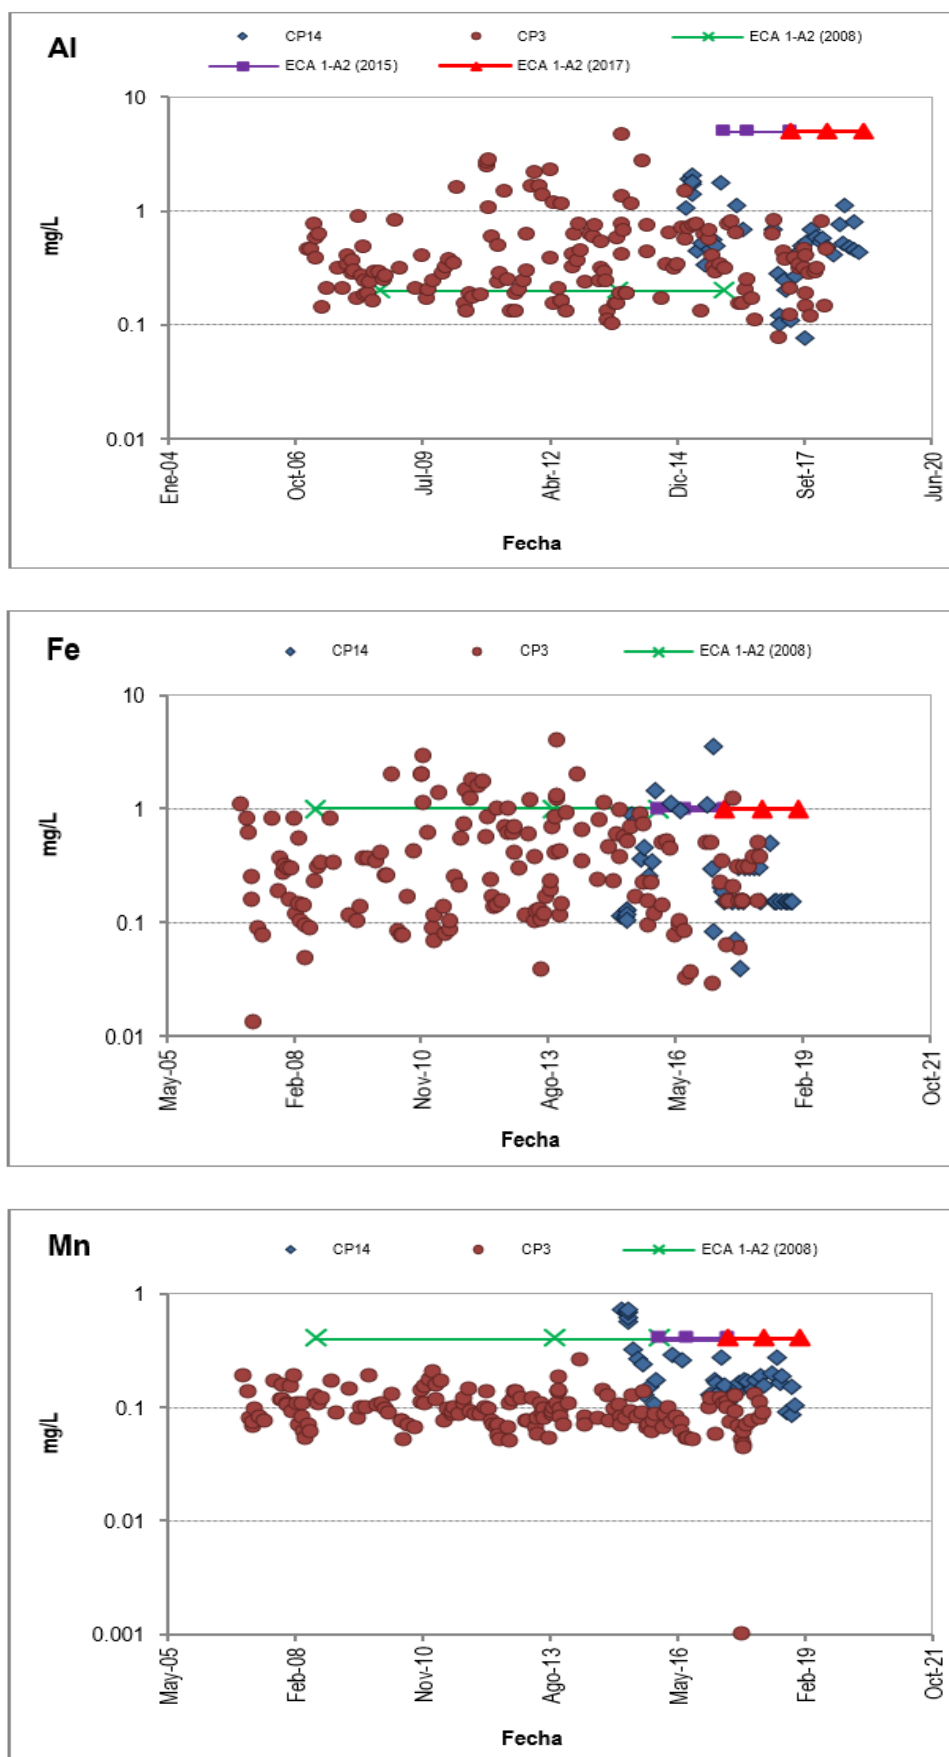 Al
CP14 CP3 ECA 1-A2 (2008)
ECA 1-A2 (2015) ECA 1-A2 (2017)
10
1
0.1
0.01
mg/L
Ene-04 Oct-06 Jul-09 Abr-12 Dic-14 Set-17 Jun-20
Fecha
Fe
CP14 CP3 ECA 1-A2 (2008)
10
1
0.1
0.01
mg/L
May-05 Feb-08 Nov-10 Ago-13 May-16 Feb-19 Oct-21
Fecha
Mn
CP14 CP3 ECA 1-A2 (2008)
1
0.1
0.01
0.001
mg/L
May-05 Feb-08 Nov-10 Ago-13 May-16 Feb-19 Oct-21
Fecha